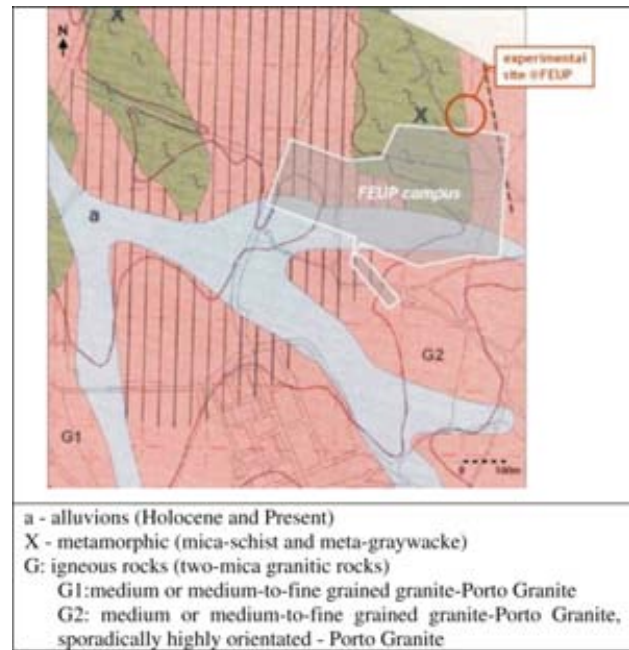 X
N
experimental
site @FEUP
X
FEUP campus
a
G2
G1
0 100m
a - alluvions (Holocene and Present)
X - metamorphic (mica-schist and meta-graywacke)
G: igneous rocks (two-mica granitic rocks)
G1:medium or medium-to-fine grained granite-Porto Granite
G2: medium or medium-to-fine grained granite-Porto Granite,
sporadically highly orientated - Porto Granite